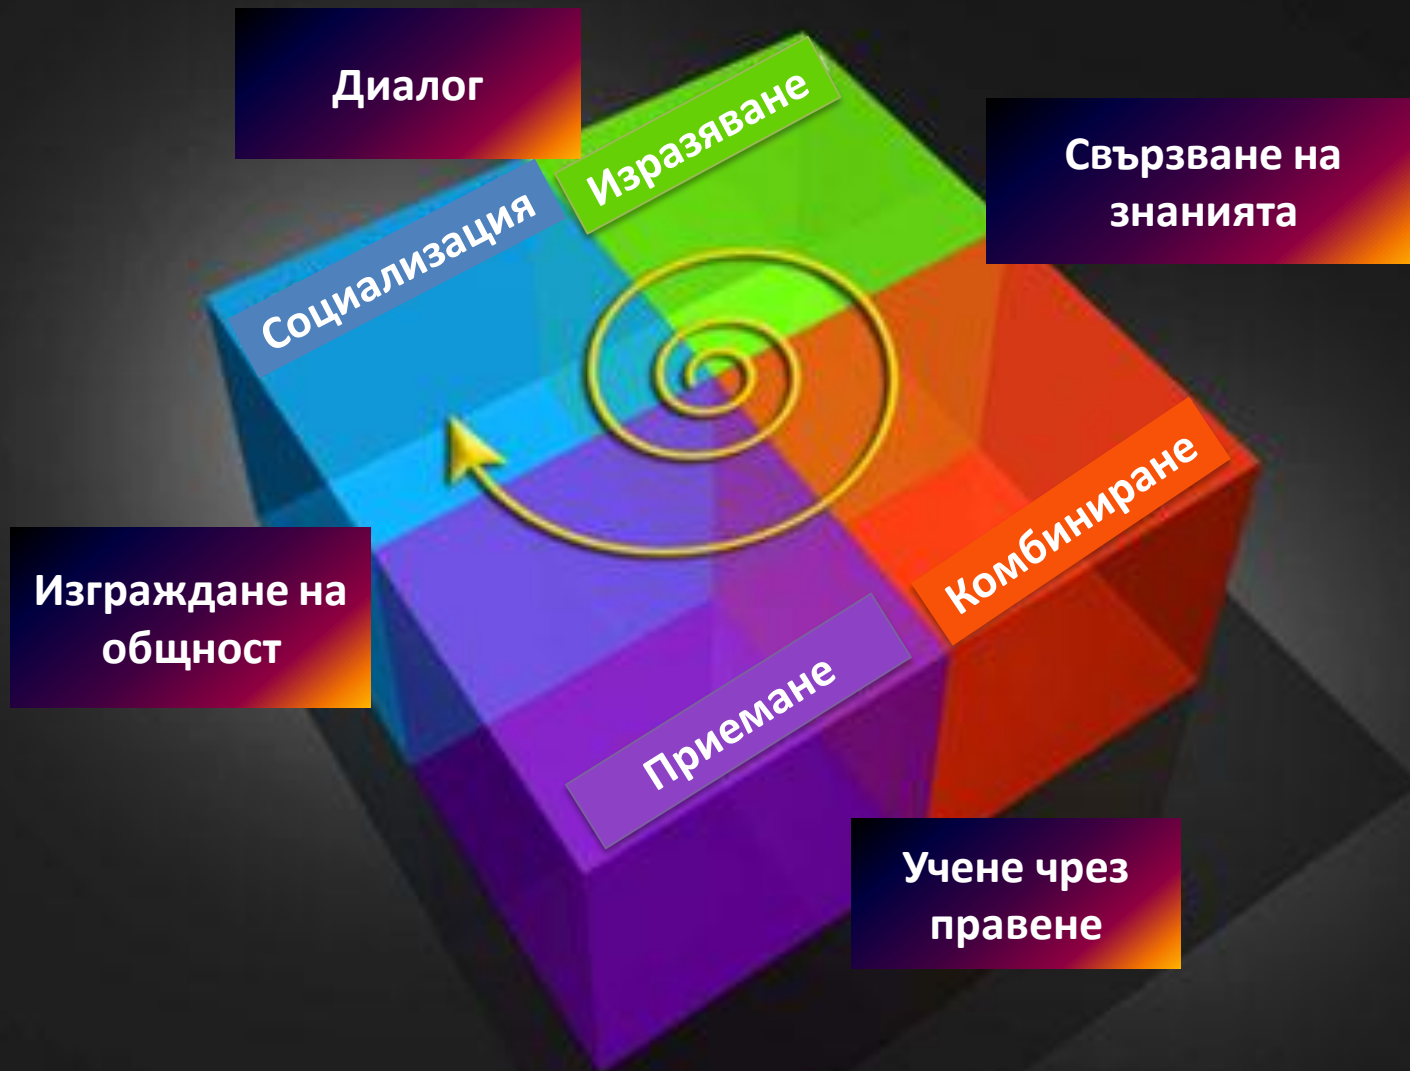 Диалог
Изразяване
Свързване на
знанията
Социализация
Комбиниране
Изграждане на
общност
Приемане
Учене чрез
правене